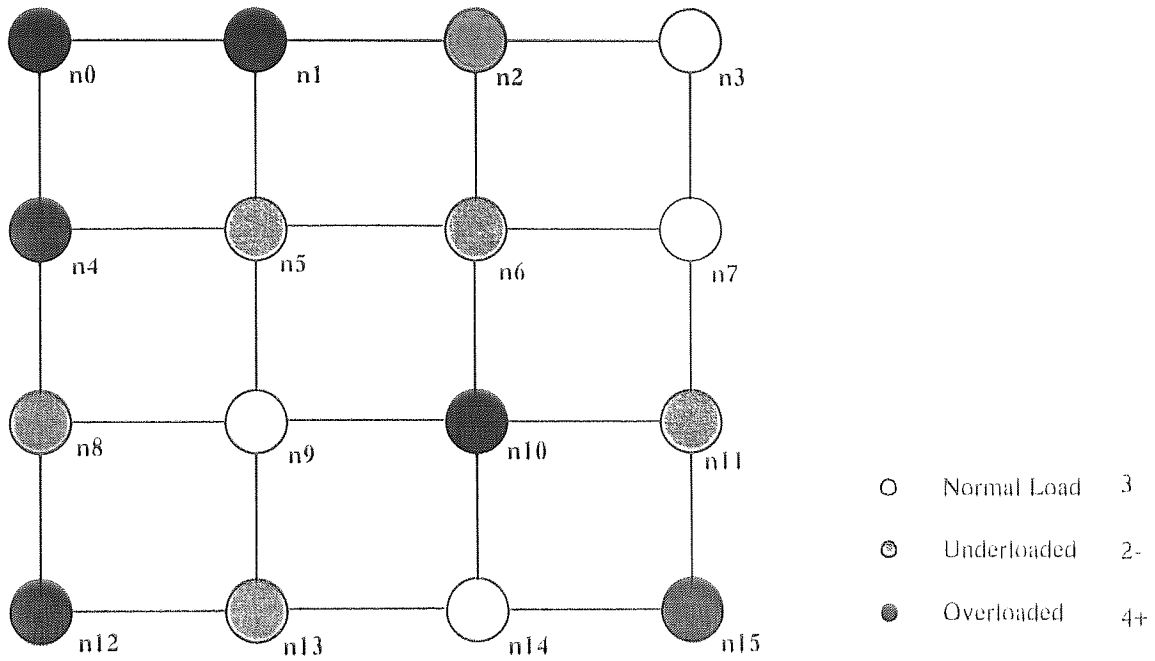 n0 n1 n2 n3
n4 n5 n6 n7
n8 n9 n10 n11
Normal Load 3
Underloaded 2-
Overloaded 4+
n12 n13 n14 n15